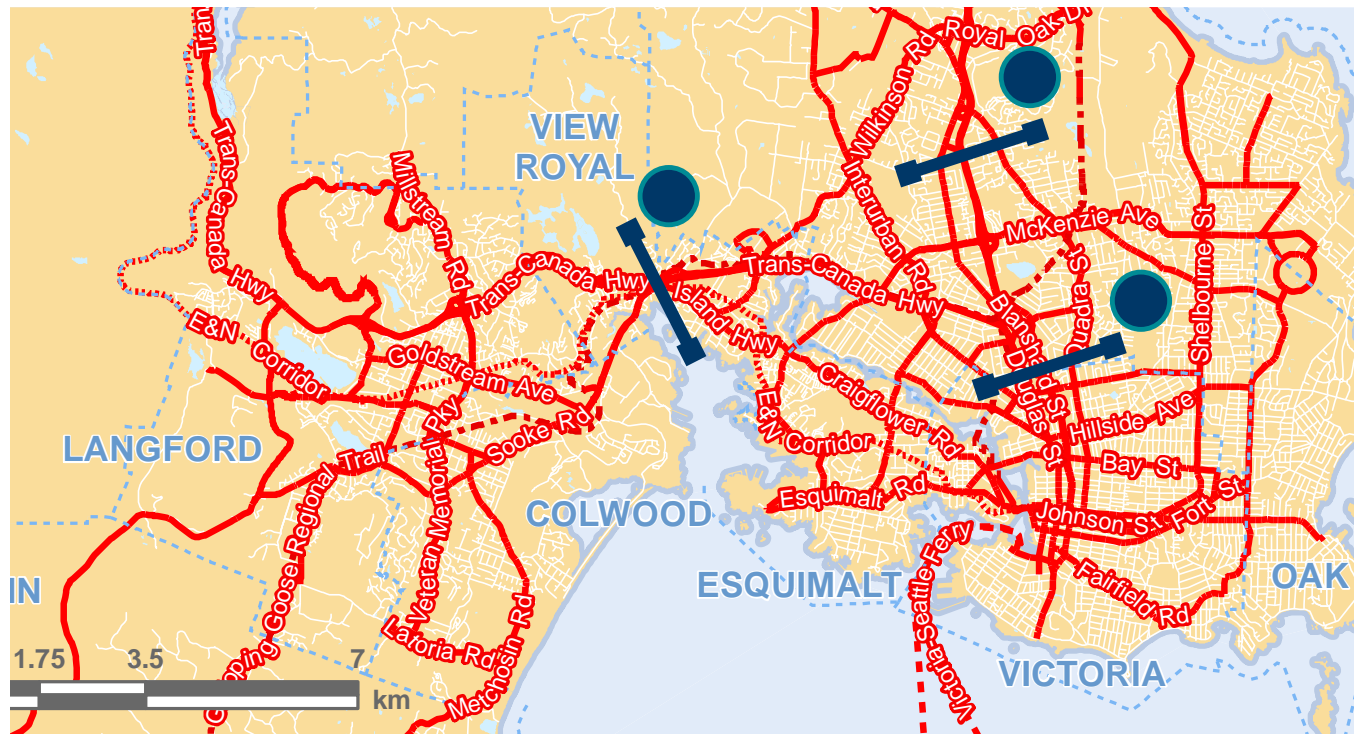 Tran
Royal Oak Dr
Wilkinson Rd
VIEW
ROYAL
Trans-Canada Hwy
Millstream Rd
Interuban Rd
McKenzie Ave
Shelbourne St
Trans-Canada Hwy
Trans-Canada Hwy
Island Hwy
Quadra St
Blanshard St
Douglas St
E&N Corridor
Goldstream Ave
Craigflower Rd
Hillside Ave
LANGFORD
Trail
Veteran Memorial Pky
Sooke Rd
E&N Corridor
Bay St
Esquimalt Rd
COLWOOD
Johnson St
Fort St
Galloping Goose Regional
ESQUIMALT
Victoria Seattle Ferry
Fairfield Rd
OAK
IN
Latoria Rd
Metchosin Rd
VICTORIA
1.75 3.5 7
km